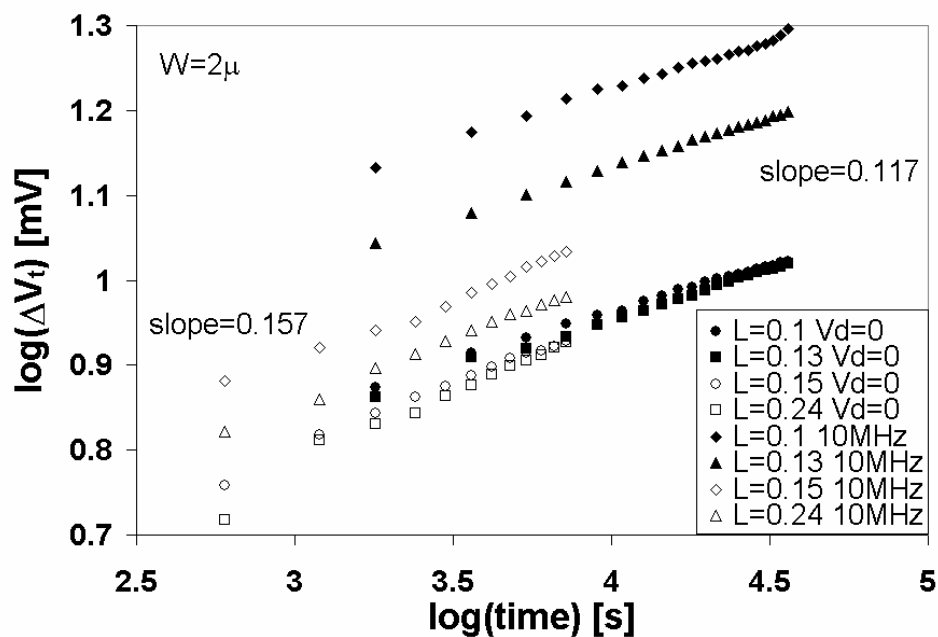 1.3
W=2μ
1.2
slope=0.117
1.1
log(ΔVt) [mV]
1
slope=0.157
0.9
0.8
0.7
L=0.1 Vd=0
L=0.13 Vd=0
L=0.15 Vd=0
L=0.24 Vd=0
L=0.1 10MHz
L=0.13 10MHz
L=0.15 10MHz
L=0.24 10MHz
2.5 3 3.5 4 4.5 5
log(time) [s]